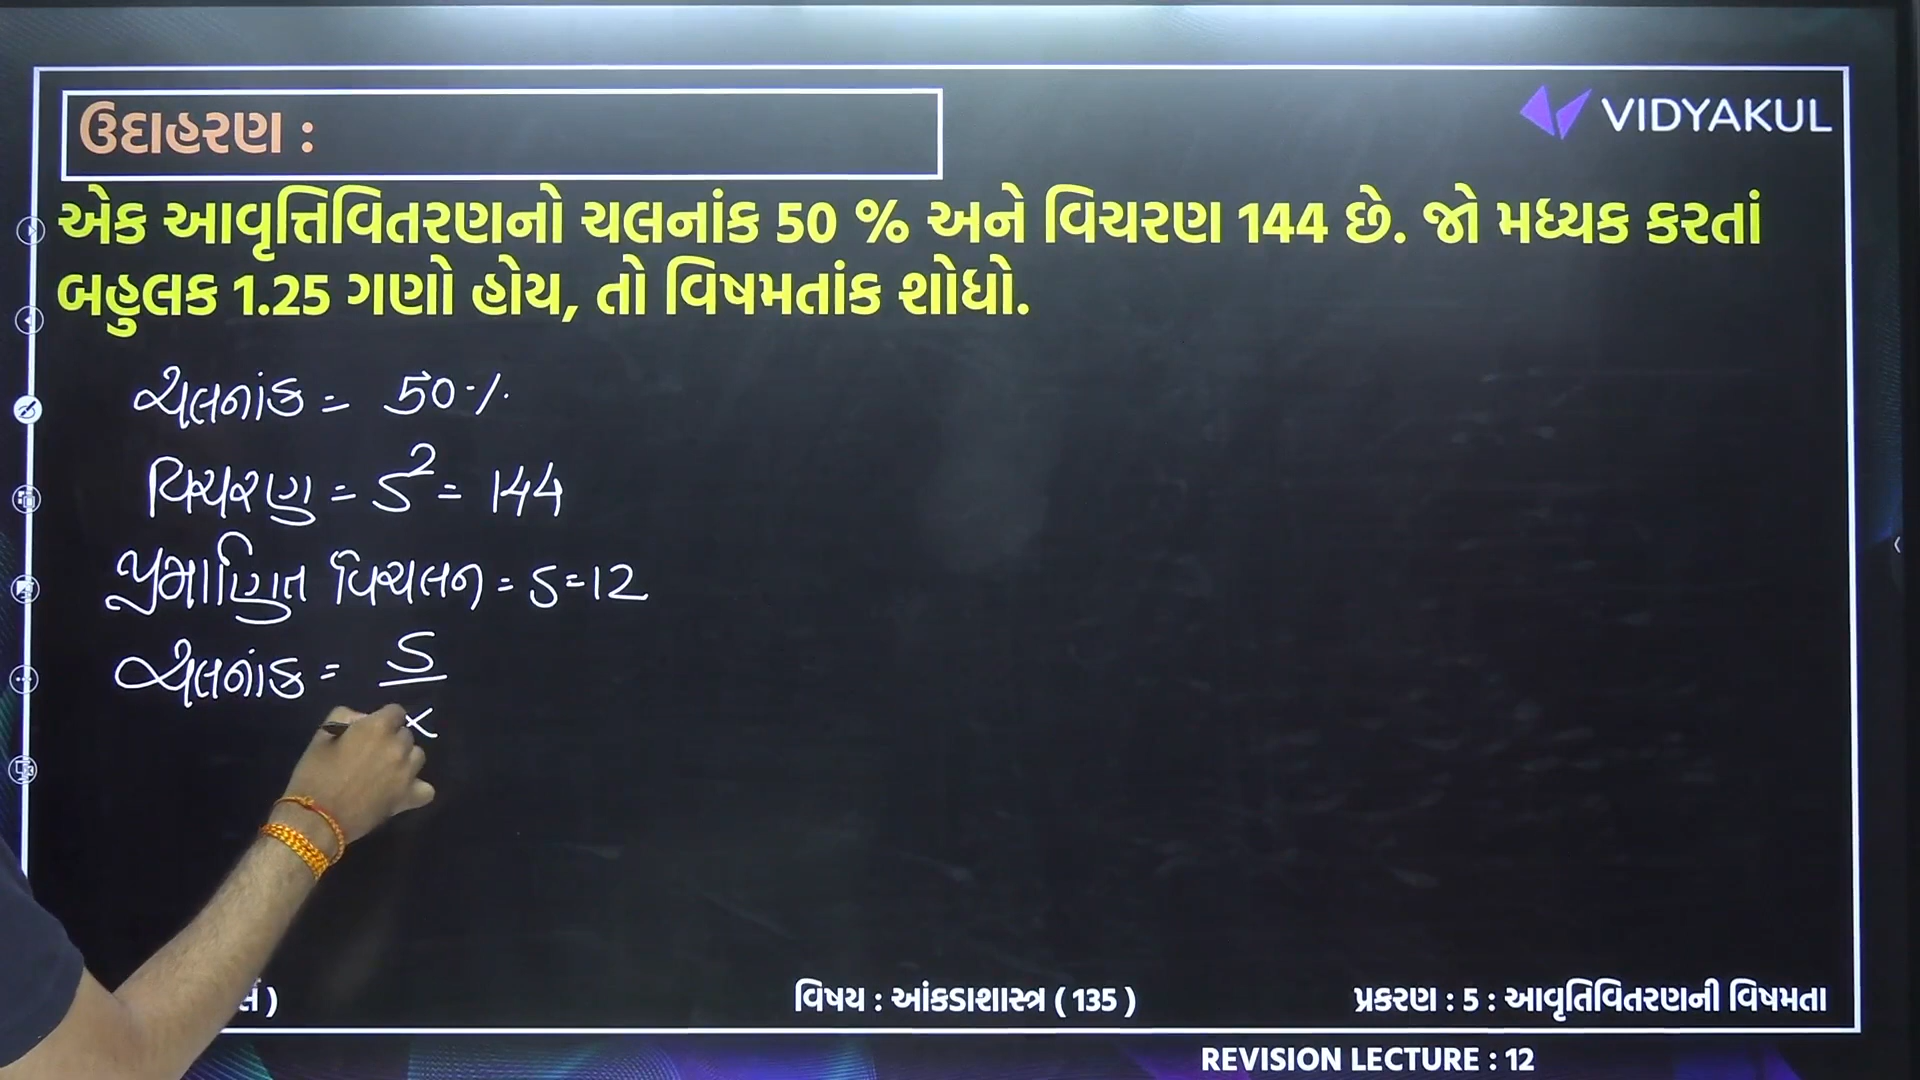 ઉદાહરણ :
VIDYAKUL
એક આવૃત્તિવિતરણનો ચલનાંક 50 % અને વિચરણ 144 છે. જો મધ્યક કરતાં
બહુલક 1.25 ગણો હોય, તો વિષમતાંક શોધો.
ચલનાંક = 50%
વિચરણ = S² = 144
પ્રમાણિત વિચલન = S=12
ચલનાંક = S
x
)
વિષય : આંકડાશાસ્ત્ર ( 135 )
પ્રકરણ : 5 : આવૃતિવિતરણની વિષમતા
REVISION LECTURE : 12